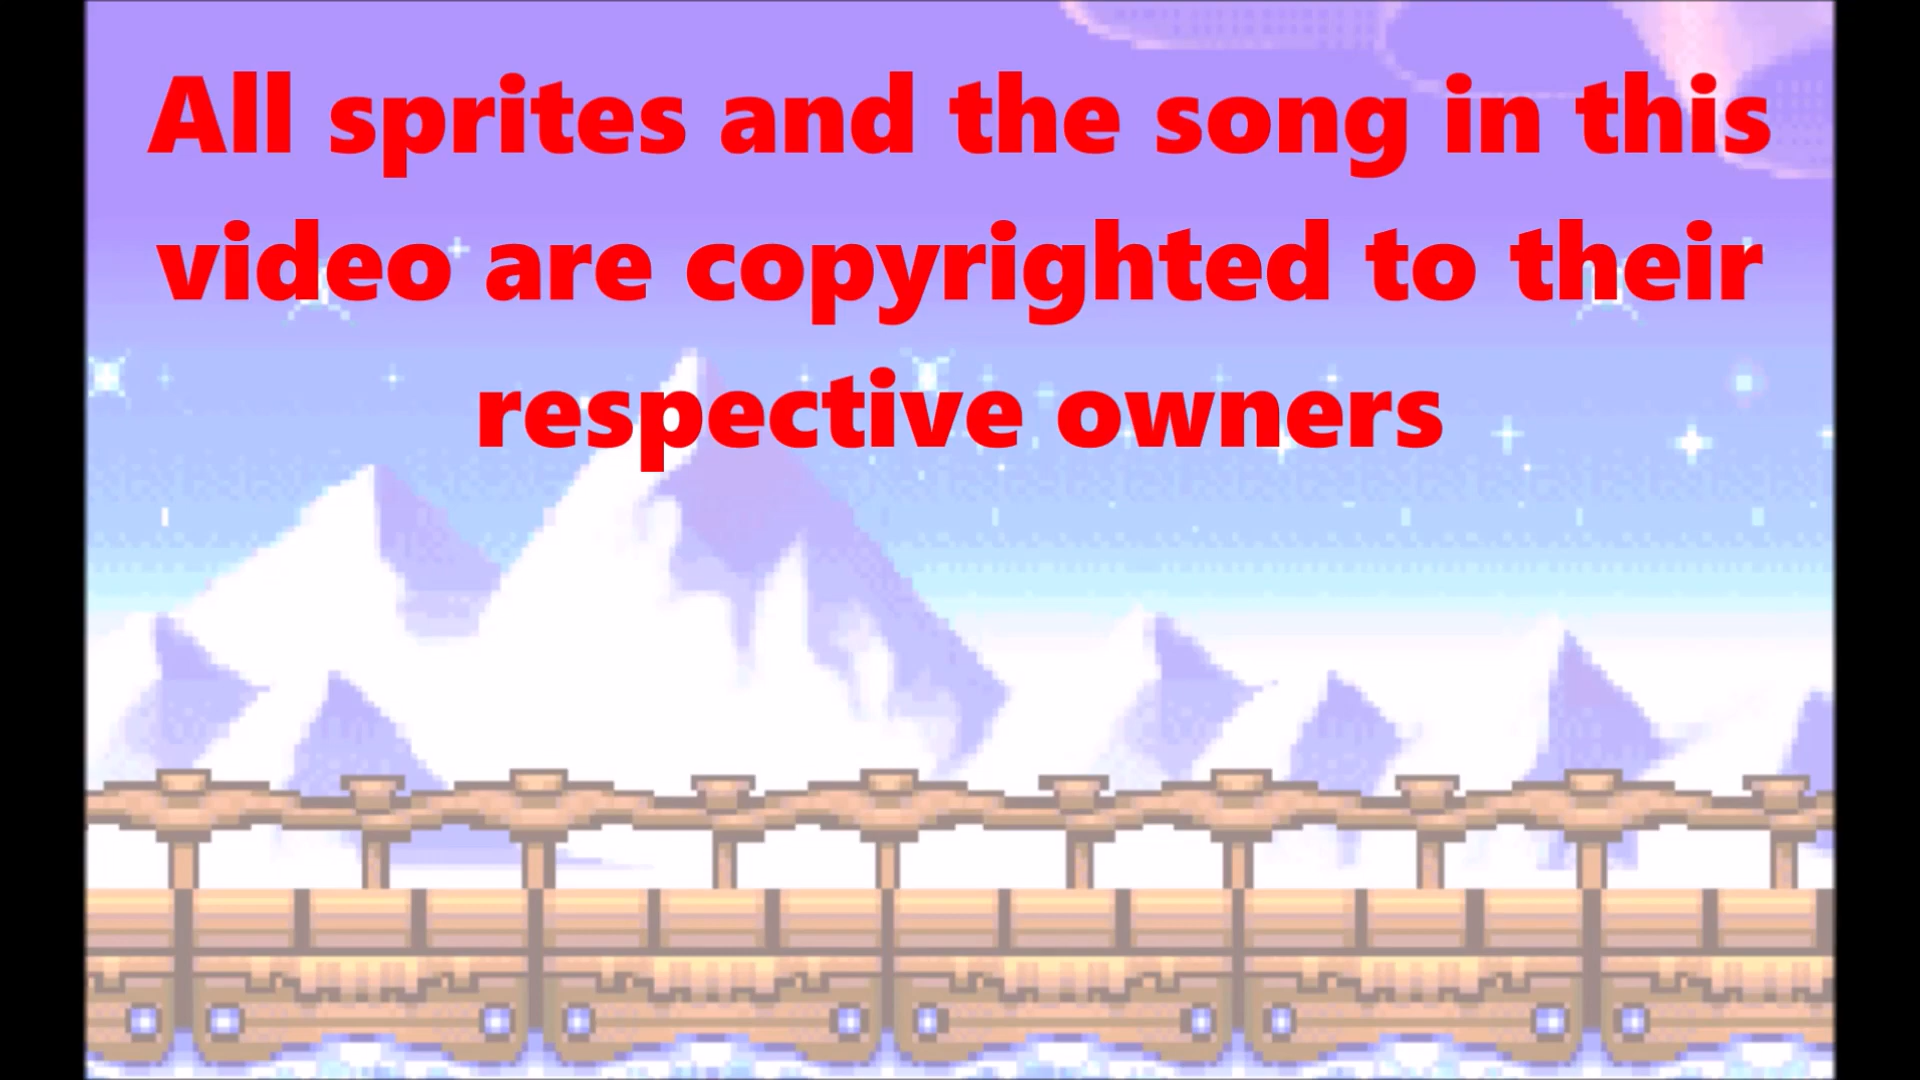 All sprites and the song in this
video are copyrighted to their
respective owners